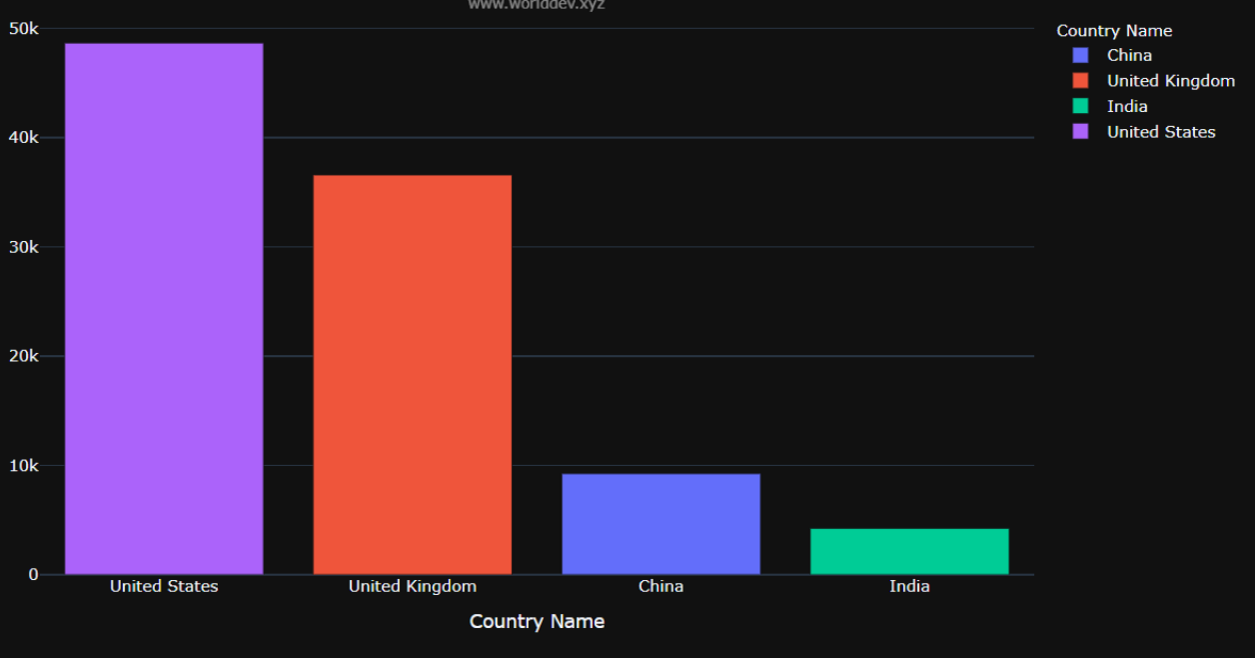 www.worlddev.xyz
50k
40k
30k
20k
10k
0
United States
United Kingdom
China
India
Country Name
Country Name
China
United Kingdom
India
United States